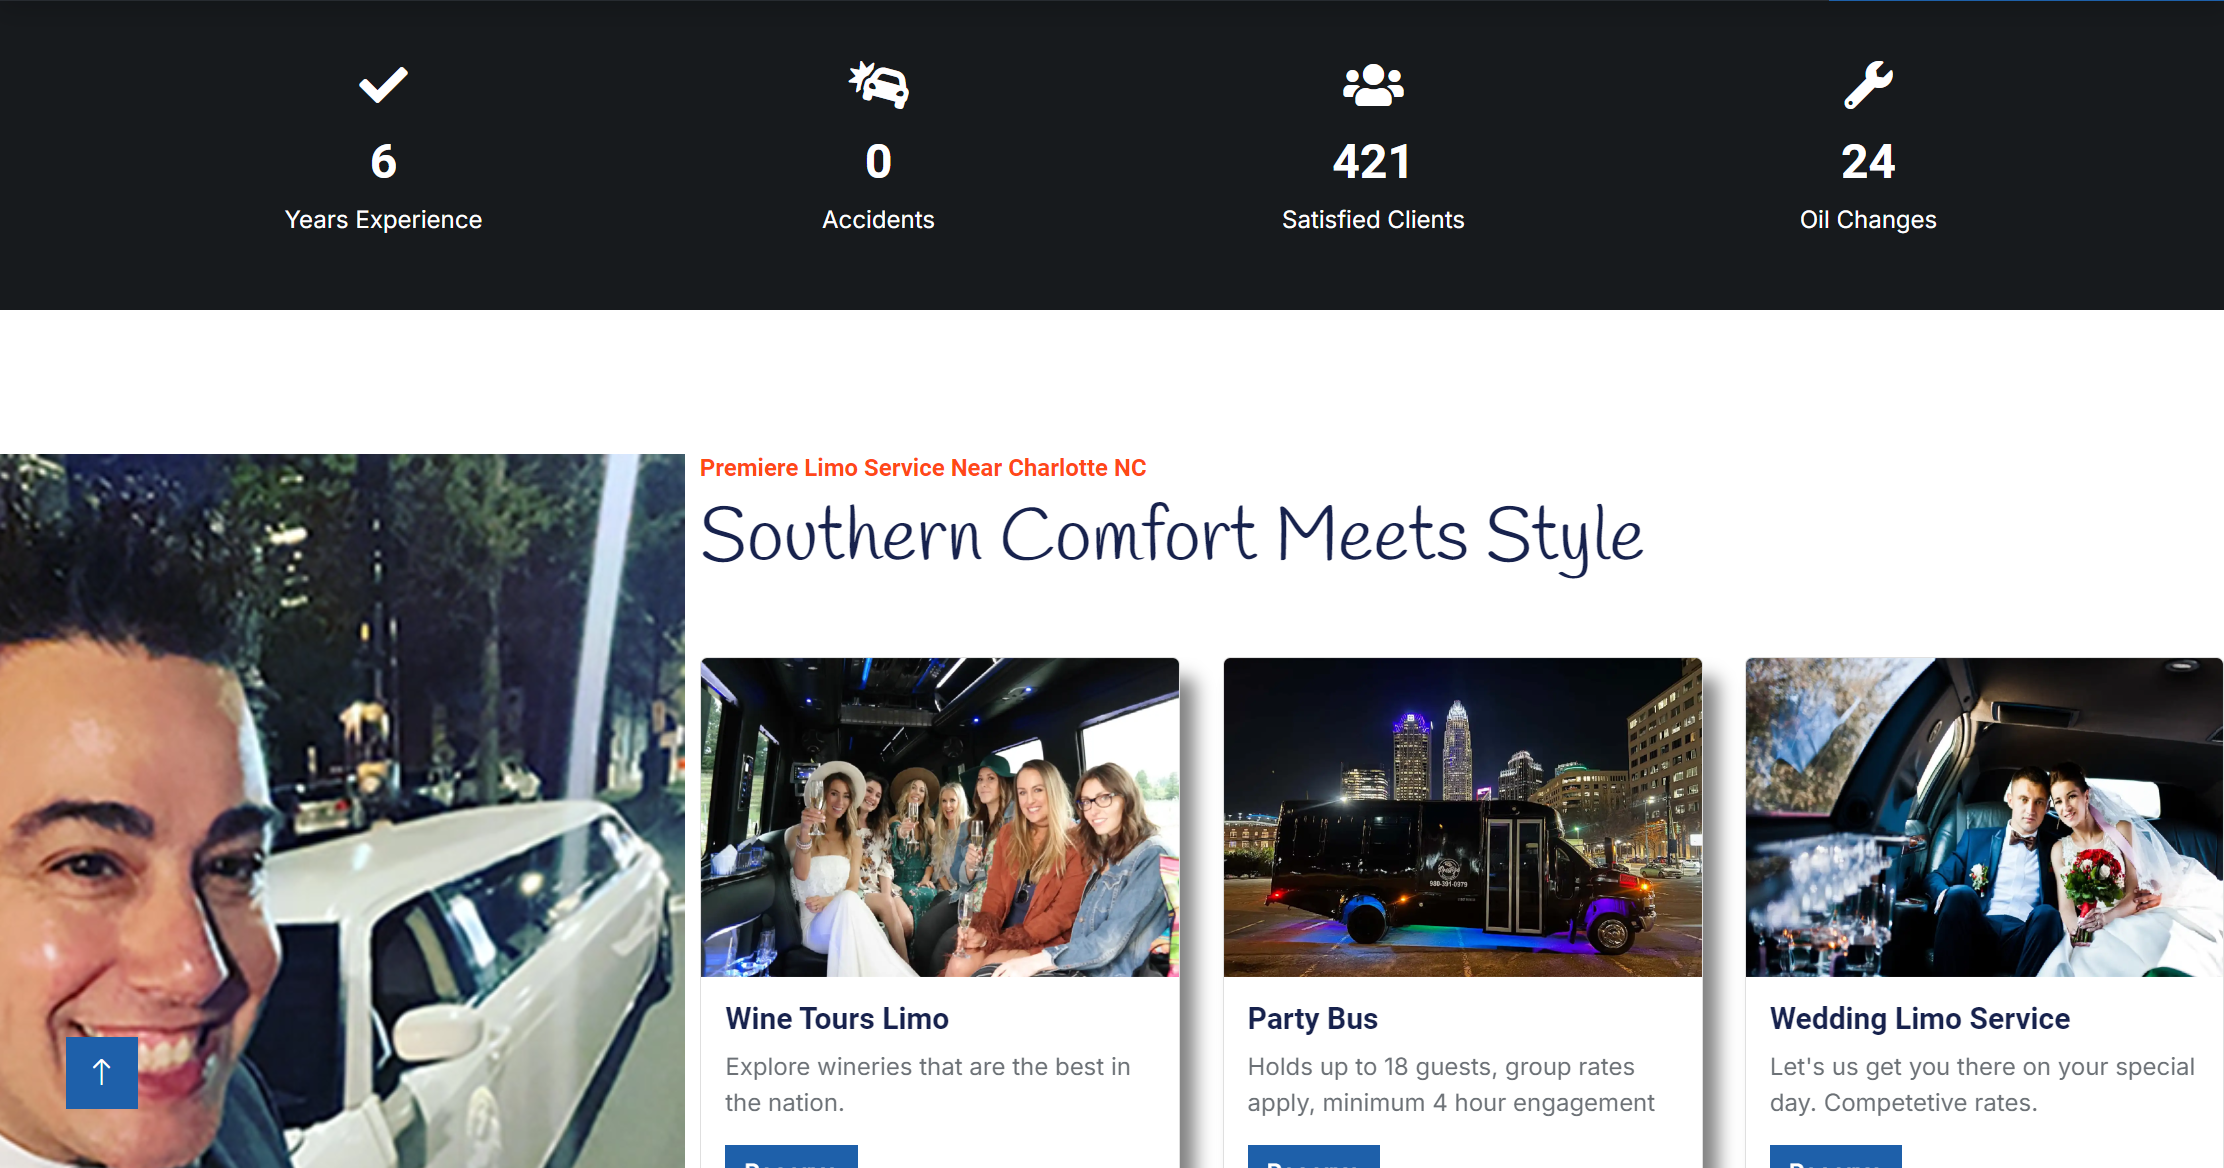 6
Years Experience
0
Accidents
421
Satisfied Clients
24
Oil Changes
Premiere Limo Service Near Charlotte NC
Southern Comfort Meets Style
980-391-0979
Wine Tours Limo
Explore wineries that are the best in
the nation.
Party Bus
Holds up to 18 guests, group rates
apply, minimum 4 hour engagement
Wedding Limo Service
Let's us get you there on your special
day. Competetive rates.